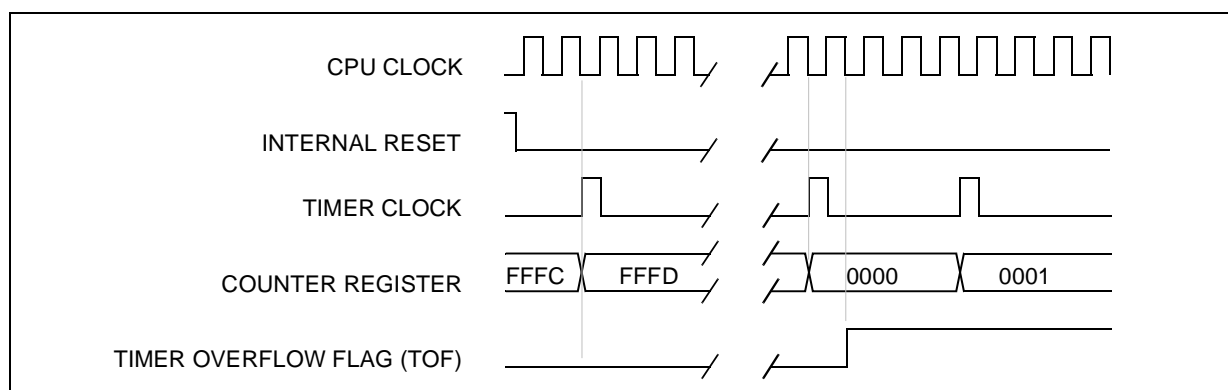 CPU CLOCK
INTERNAL RESET
TIMER CLOCK
COUNTER REGISTER FFFC FFFD 0000 0001
TIMER OVERFLOW FLAG (TOF)